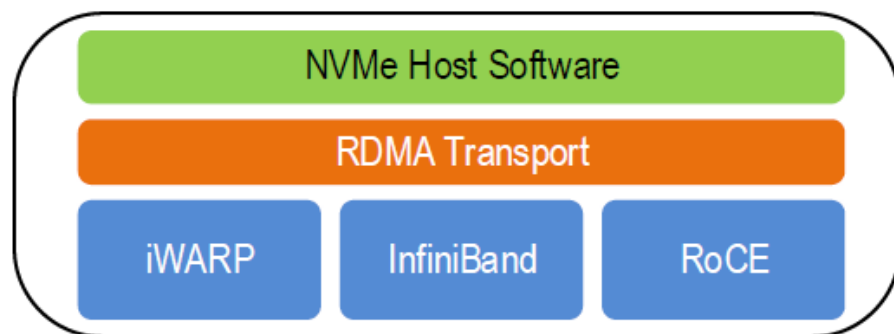 NVMe Host Software
RDMA Transport
iWARP
InfiniBand
RoCE